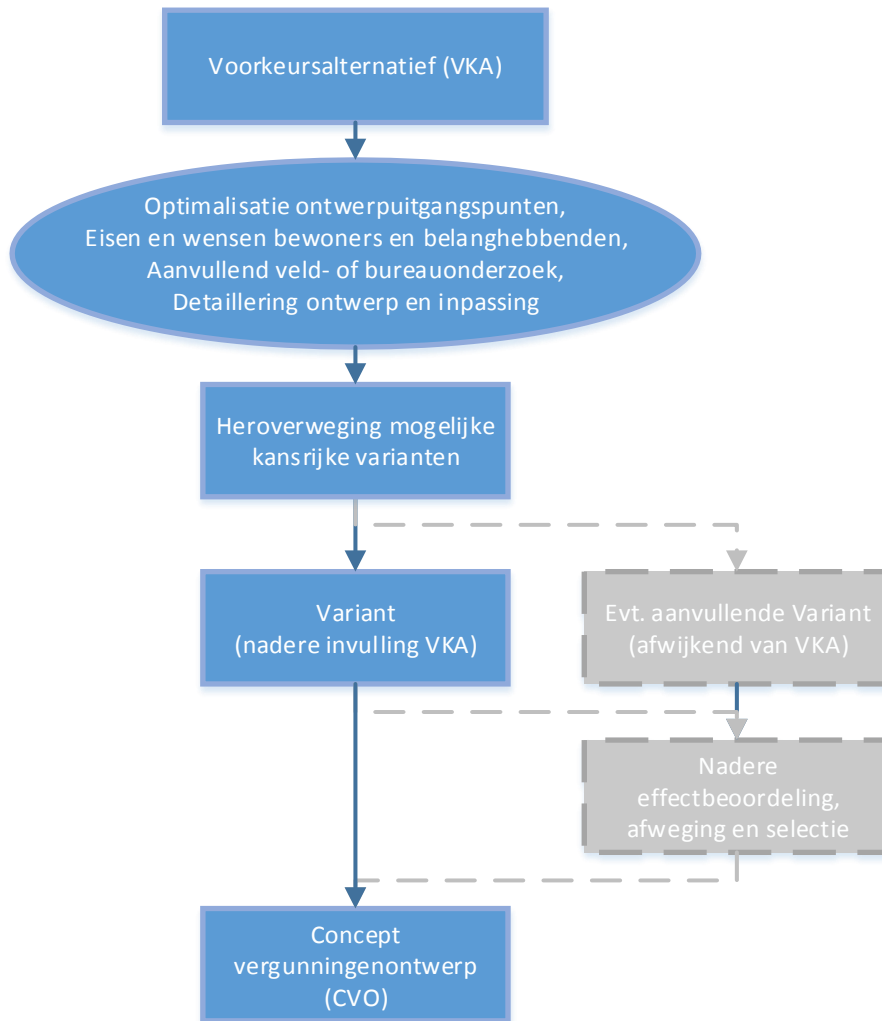 Voorkeursalternatief (VKA)
Optimalisatie ontwerpuitgangspunten,
Eisen en wensen bewoners en belanghebbenden,
Aanvullend veld- of bureauonderzoek,
Detaillering ontwerp en inpassing
Heroverweging mogelijke
kansrijke varianten
Variant
(nadere invulling VKA)
Evt. aanvullende Variant
(afwijkend van VKA)
Nadere
effectbeoordeling,
afweging en selectie
Concept
vergunningenontwerp
(CVO)